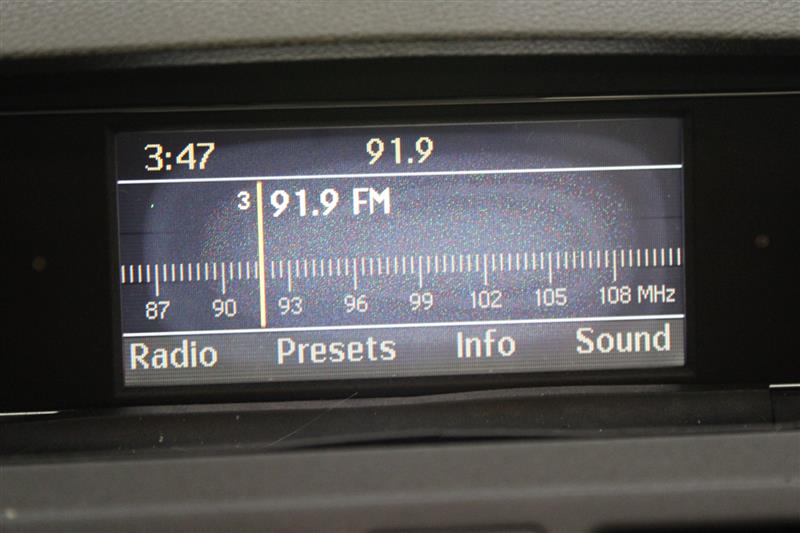 3:47 91.9
3 91.9 FM
87 90 93 96 99 102 105 108 MHz
Radio Presets Info Sound